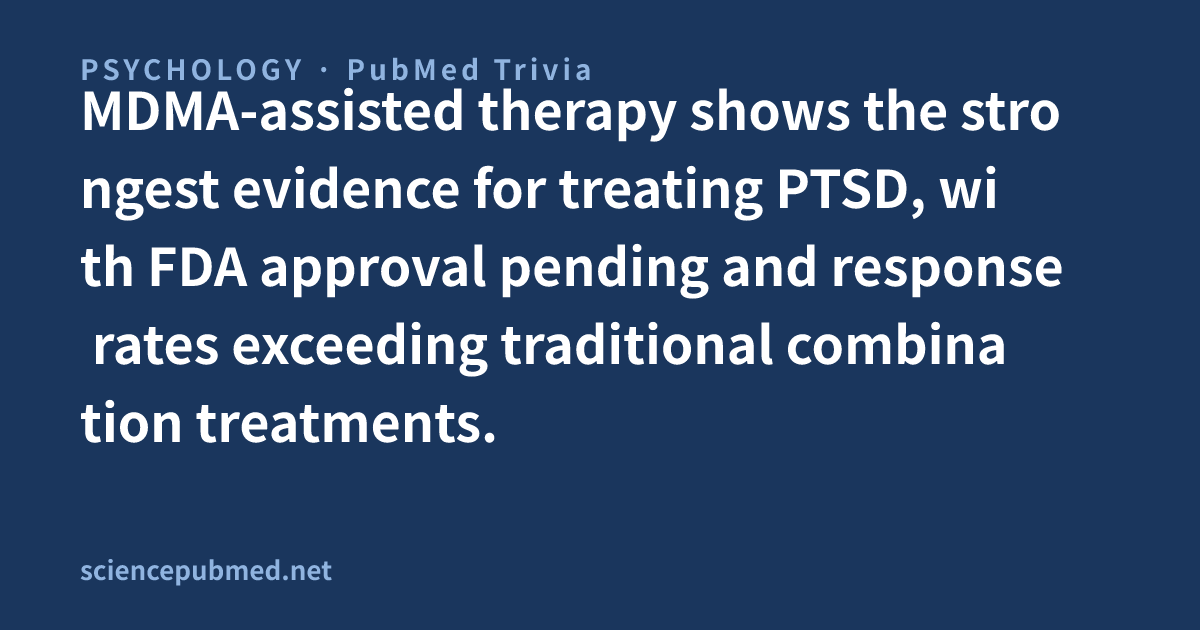 PSYCHOLOGY · PubMed Trivia
MDMA-assisted therapy shows the stro
ngest evidence for treating PTSD, wi
th FDA approval pending and response
 rates exceeding traditional combina
tion treatments.
sciencepubmed.net